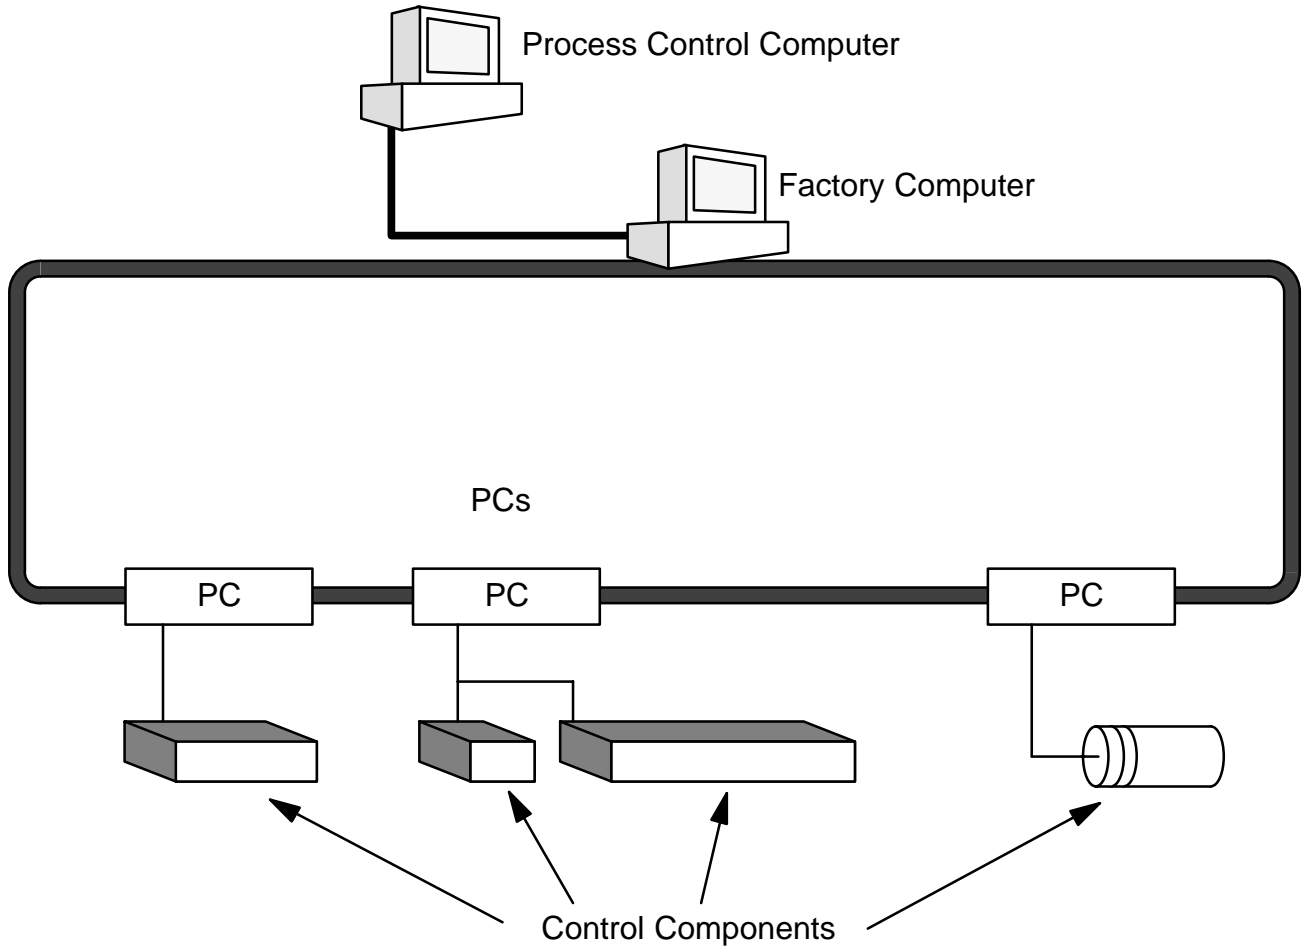 Process Control Computer
Factory Computer
PCs
PC
PC
PC
Control Components